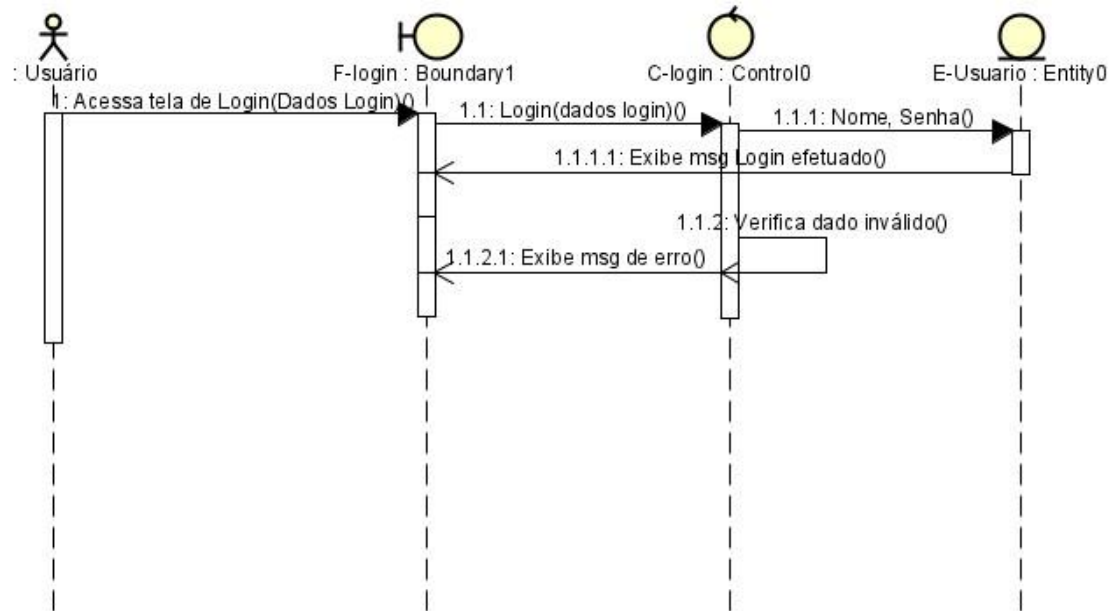 : Usuário
F-login : Boundary1
C-login : Control0
E-Usuario : Entity0
1: Acessa tela de Login(Dados Login)()
1.1: Login(dados login)()
1.1.1: Nome, Senha()
1.1.1.1: Exibe msg Login efetuado()
1.1.2: Verifica dado inválido()
1.1.2.1: Exibe msg de erro()